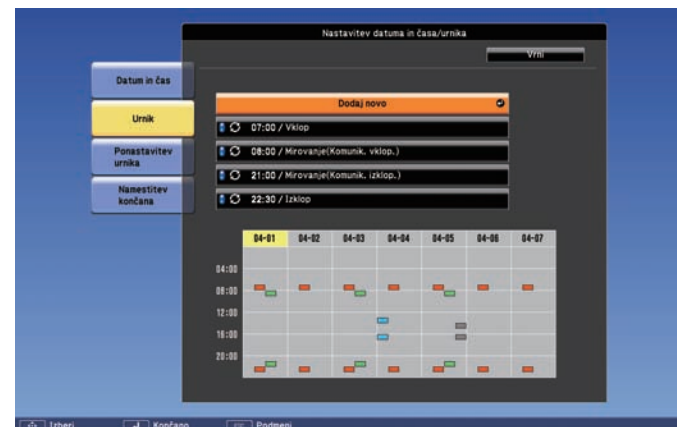 Nastavitev datuma in časa/urnika
Vrni
Datum in čas
Urnik
Ponastavitev
urnika
Namestitev
končana
Dodaj novo
07:00 / Vklop
08:00 / Mirovanje(Komunik. vklop.)
21:00 / Mirovanje(Komunik. izklop.)
22:30 / Izklop
04-01 04-02 04-03 04-04 04-05 04-06 04-07
04:00
08:00
12:00
16:00
20:00
Izberi Končano Podmeni